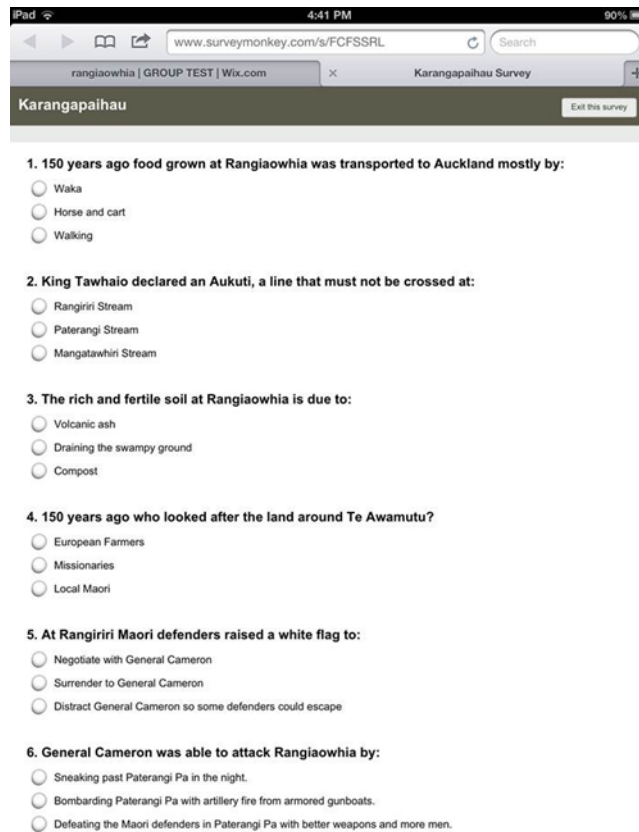 iPad 4:41 PM 90%
www.surveymonkey.com/s/FCFSSRL Search
rangiaowhia | GROUP TEST | Wix.com Karangapaihau Survey
Karangapaihau Exit this survey
1. 150 years ago food grown at Rangiaowhia was transported to Auckland mostly by:
Waka
Horse and cart
Walking
2. King Tawhaio declared an Aukuti, a line that must not be crossed at:
Rangiriri Stream
Paterangi Stream
Mangatawhiri Stream
3. The rich and fertile soil at Rangiaowhia is due to:
Volcanic ash
Draining the swampy ground
Compost
4. 150 years ago who looked after the land around Te Awamutu?
European Farmers
Missionaries
Local Maori
5. At Rangiriri Maori defenders raised a white flag to:
Negotiate with General Cameron
Surrender to General Cameron
Distract General Cameron so some defenders could escape
6. General Cameron was able to attack Rangiaowhia by:
Sneaking past Paterangi Pa in the night.
Bombarding Paterangi Pa with artillery fire from armored gunboats.
Defeating the Maori defenders in Paterangi Pa with better weapons and more men.